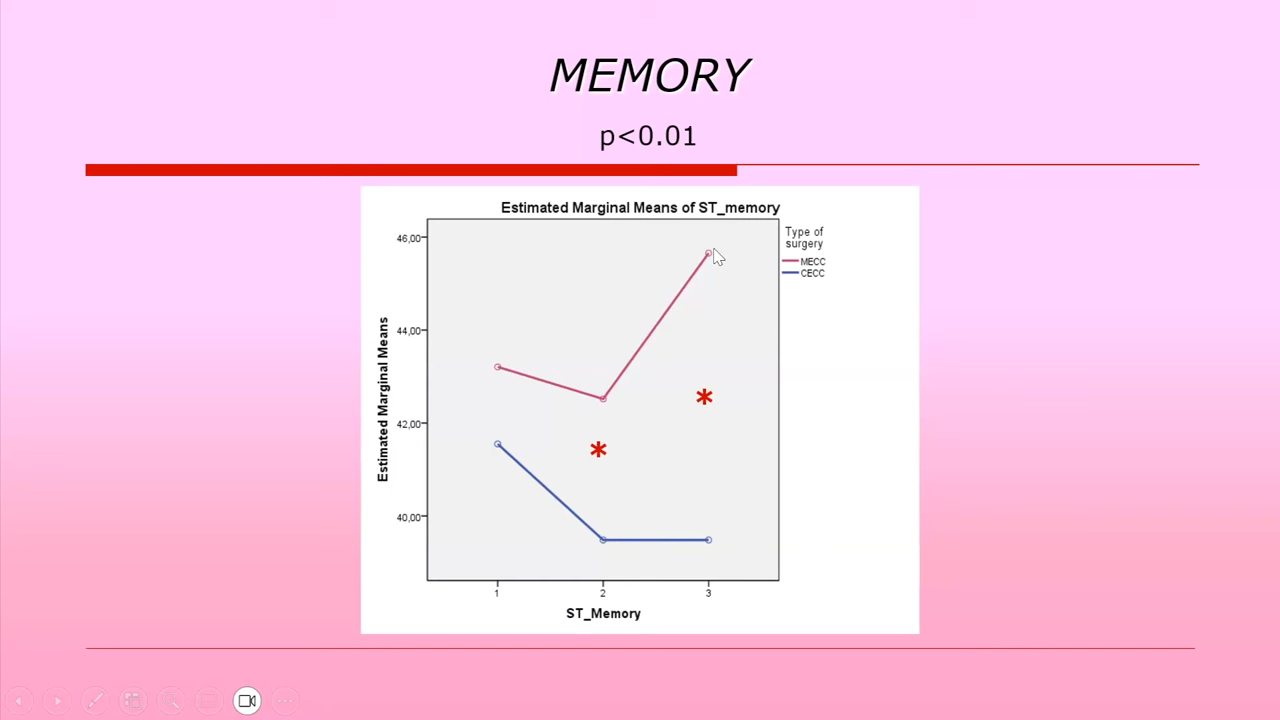 MEMORY
p<0.01
Estimated Marginal Means of ST_memory
Type of
surgery
MECC
CECC
46,00
44,00
42,00
40,00
Estimated Marginal Means
*
*
1 2 3
ST_Memory